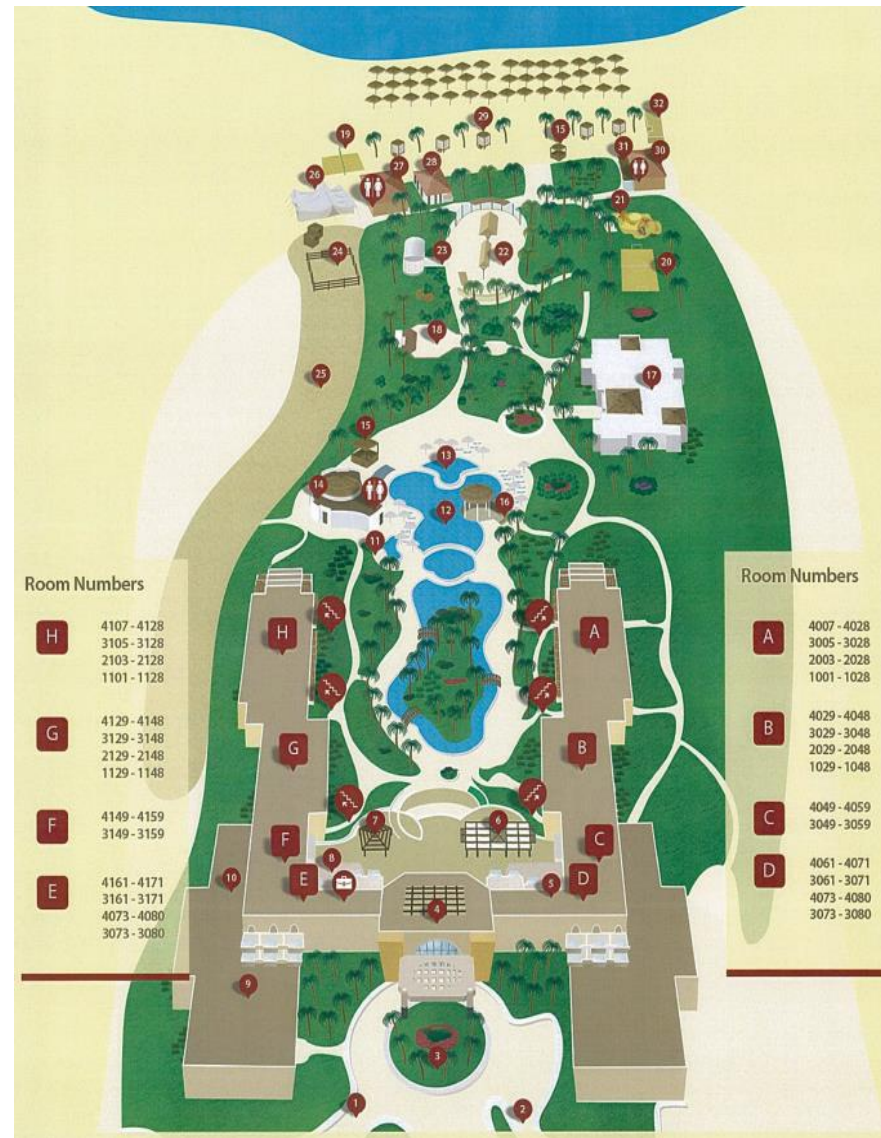 32
29
15
19
31
30
27
28
26
21
23
22
24
20
18
25
17
15
13
14
12
16
11
H
A
G
B
F
C
7
6
8
E
5
D
10
4
9
3
1
2
Room Numbers
H
4107 - 4128
3105 - 3128
2103 - 2128
1101 - 1128
G
4129 - 4148
3129 - 3148
2129 - 2148
1129 - 1148
F
4149 - 4159
3149 - 3159
E
4161 - 4171
3161 - 3171
4073 - 4080
3073 - 3080
Room Numbers
A
4007 - 4028
3005 - 3028
2003 - 2028
1001 - 1028
B
4029 - 4048
3029 - 3048
2029 - 2048
1029 - 1048
C
4049 - 4059
3049 - 3059
D
4061 - 4071
3061 - 3071
4073 - 4080
3073 - 3080